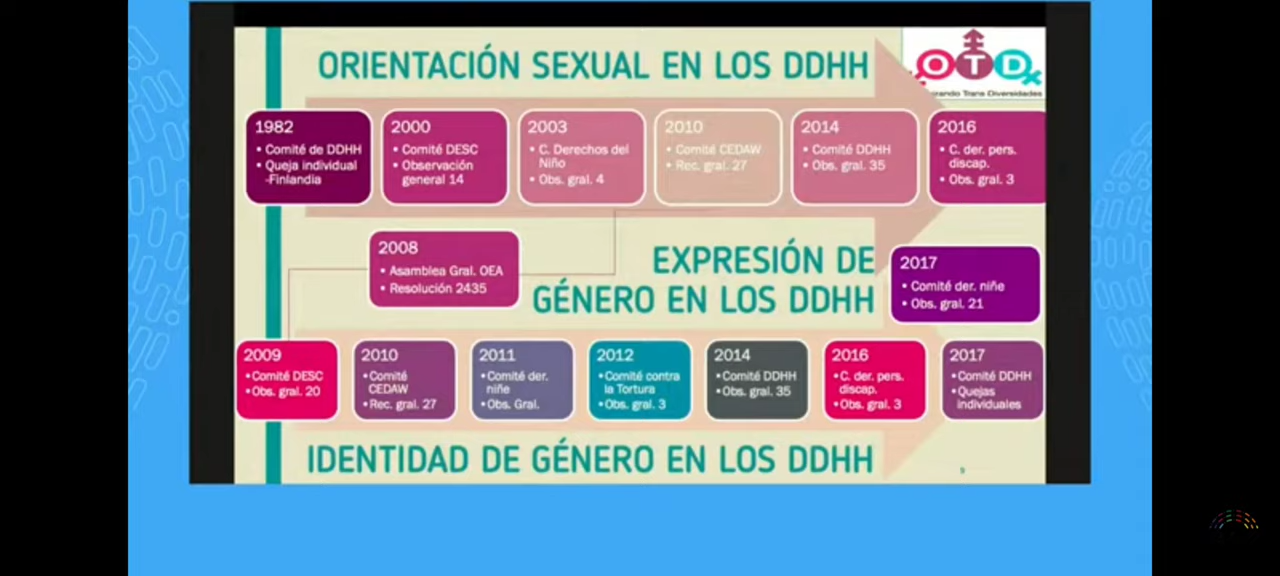 ORIENTACIÓN SEXUAL EN LOS DDHH
OTD
Trans Diversidades
1982
• Comité de DDHH
• Queja individual
-Finlandia
2000
• Comité DESC
• Observación
general 14
2003
• C. Derechos del
Niño
• Obs. gral. 4
2010
• Comité CEDAW
• Rec. gral. 27
2014
• Comité DDHH
• Obs. gral. 35
2016
• C. der. pers.
discap.
• Obs. gral. 3
2008
• Asamblea Gral. OEA
• Resolución 2435
EXPRESIÓN DE
GÉNERO EN LOS DDHH
2017
• Comité der. niñe
• Obs. gral. 21
2009
• Comité DESC
• Obs. gral. 20
2010
• Comité
CEDAW
• Rec. gral. 27
2011
• Comité der.
niñe
• Obs. Gral.
2012
• Comité contra
la Tortura
• Obs. gral. 3
2014
• Comité DDHH
• Obs. gral. 35
2016
• C. der. pers.
discap.
• Obs. gral. 3
2017
• Comité DDHH
• Quejas
individuales
IDENTIDAD DE GÉNERO EN LOS DDHH
9